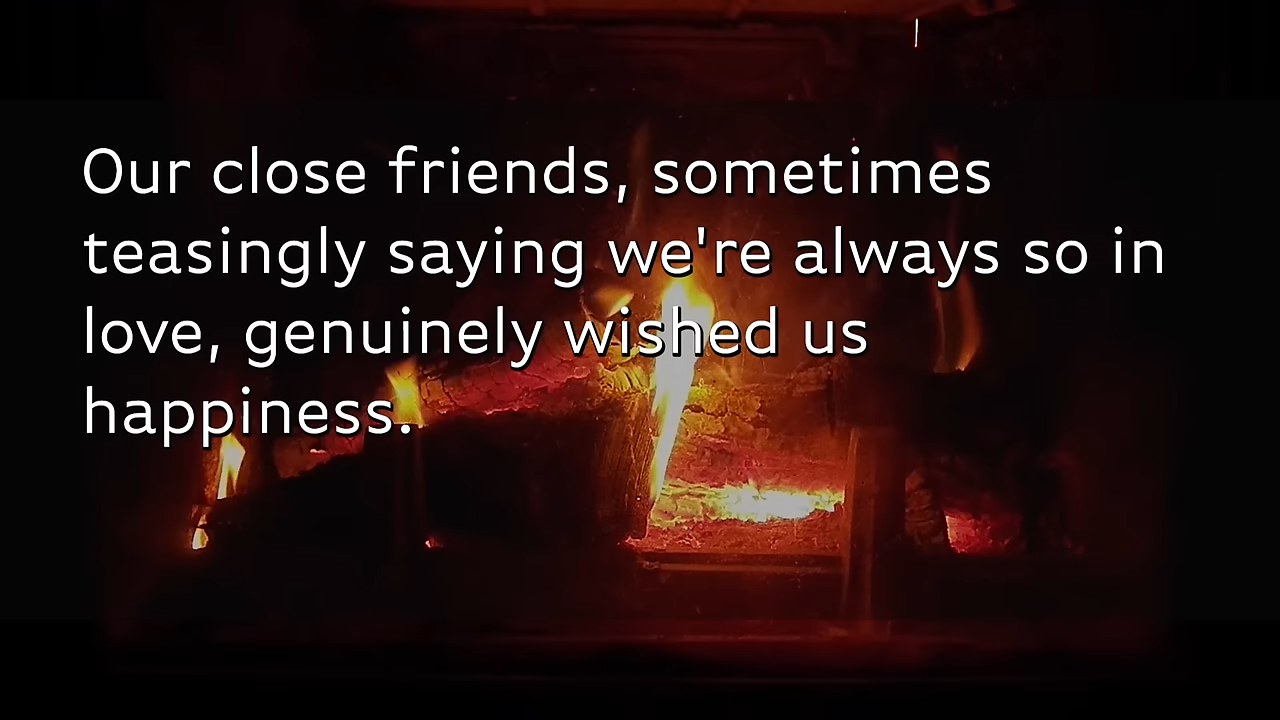 Our close friends, sometimes
teasingly saying we're always so in
love, genuinely wished us
happiness.